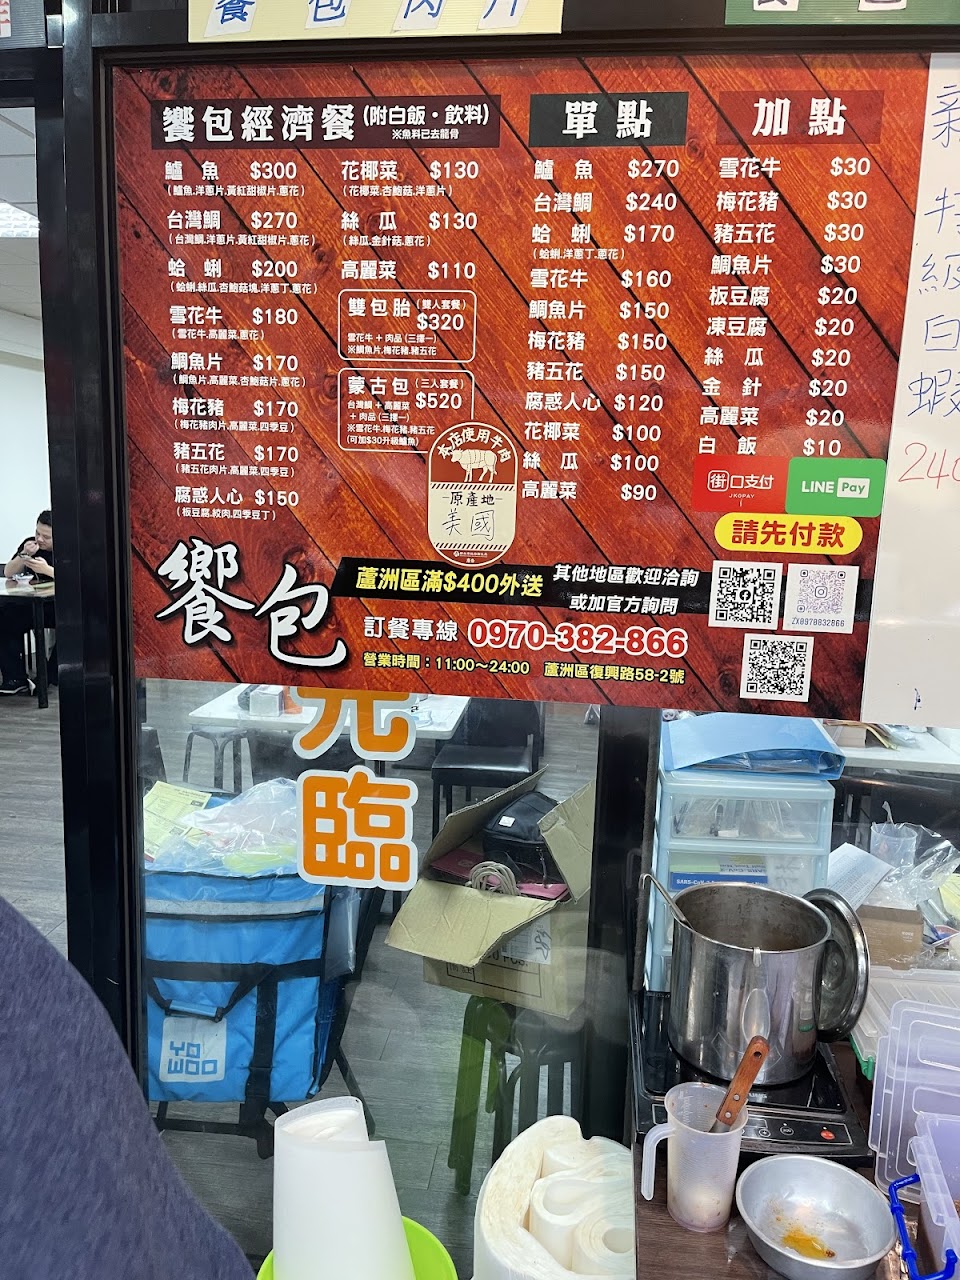 饗包肉片
饗包經濟餐(附白飯・飲料)
※魚料已去龍骨
鱸魚 $300
(鱸魚.洋蔥片.黃紅甜椒片.蔥花)
台灣鯛 $270
(台灣鯛.洋蔥片.黃紅甜椒片.蔥花)
蛤蜊 $200
(蛤蜊.絲瓜.杏鮑菇塊.洋蔥丁.蔥花)
雪花牛 $180
(雪花牛.高麗菜.蔥花)
鯛魚片 $170
(鯛魚片.高麗菜.杏鮑菇片.蔥花)
梅花豬 $170
(梅花豬肉片.高麗菜.四季豆)
豬五花 $170
(豬五花肉片.高麗菜.四季豆)
腐惑人心 $150
(板豆腐.絞肉.四季豆丁)
花椰菜 $130
(花椰菜.杏鮑菇.洋蔥片)
絲瓜 $130
(絲瓜.金針菇.蔥花)
高麗菜 $110
雙包胎(雙人套餐)
$320
雪花牛+肉品(三擇一)
※鯛魚片.梅花豬.豬五花
蒙古包(三人套餐)
台灣鯛+高麗菜 $520
+肉品(三擇一)
※雪花牛.梅花豬.豬五花
(可加$30升級鱸魚)
本店使用牛肉
原產地
美國
單點
鱸魚 $270
台灣鯛 $240
蛤蜊 $170
(蛤蜊.洋蔥丁.蔥花)
雪花牛 $160
鯛魚片 $150
梅花豬 $150
豬五花 $150
腐惑人心 $120
花椰菜 $100
絲瓜 $100
高麗菜 $90
加點
雪花牛 $30
梅花豬 $30
豬五花 $30
鯛魚片 $30
板豆腐 $20
凍豆腐 $20
絲瓜 $20
金針 $20
高麗菜 $20
白飯 $10
街口支付
JKOPAY
LINE Pay
請先付款
ZX0970832866
饗包
蘆洲區滿$400外送
其他地區歡迎洽詢
或加官方詢問
訂餐專線 0970-382-866
營業時間：11:00～24:00 蘆洲區復興路58-2號
特
級
白
蝦
240
光
臨
YO
WOO